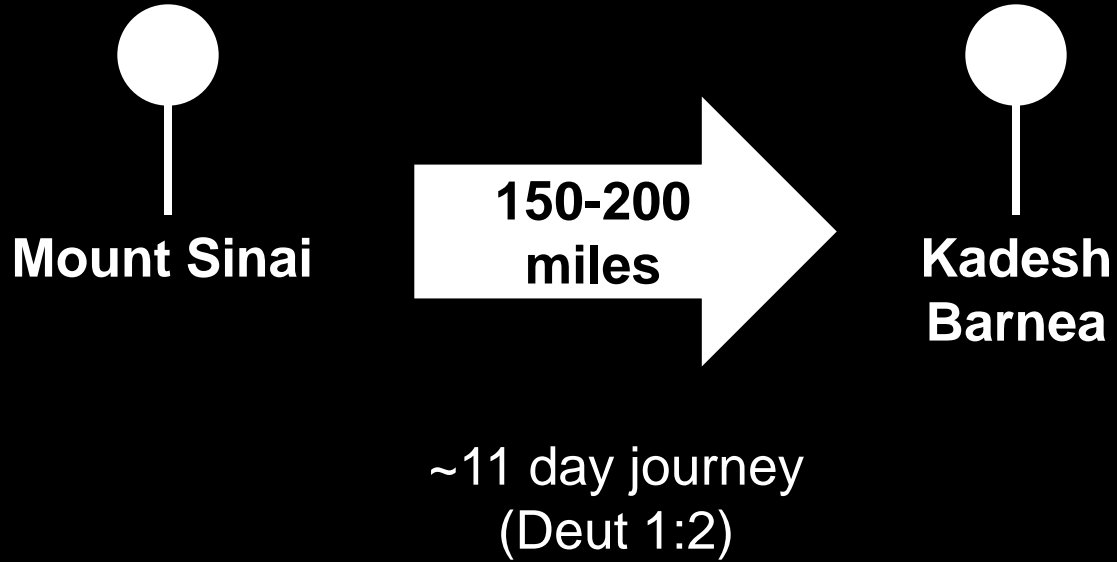 Mount Sinai
150-200
miles
Kadesh
Barnea
~11 day journey
(Deut 1:2)